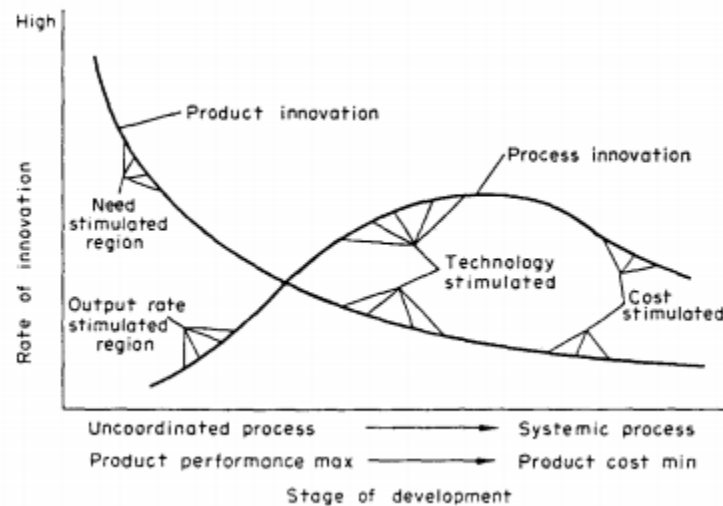 High
Product innovation
Process innovation
Need
stimulated
region
Rate of innovation
Technology
stimulated
Output rate
stimulated
region
Cost
stimulated
Uncoordinated process
Systemic process
Product performance max
Product cost min
Stage of development